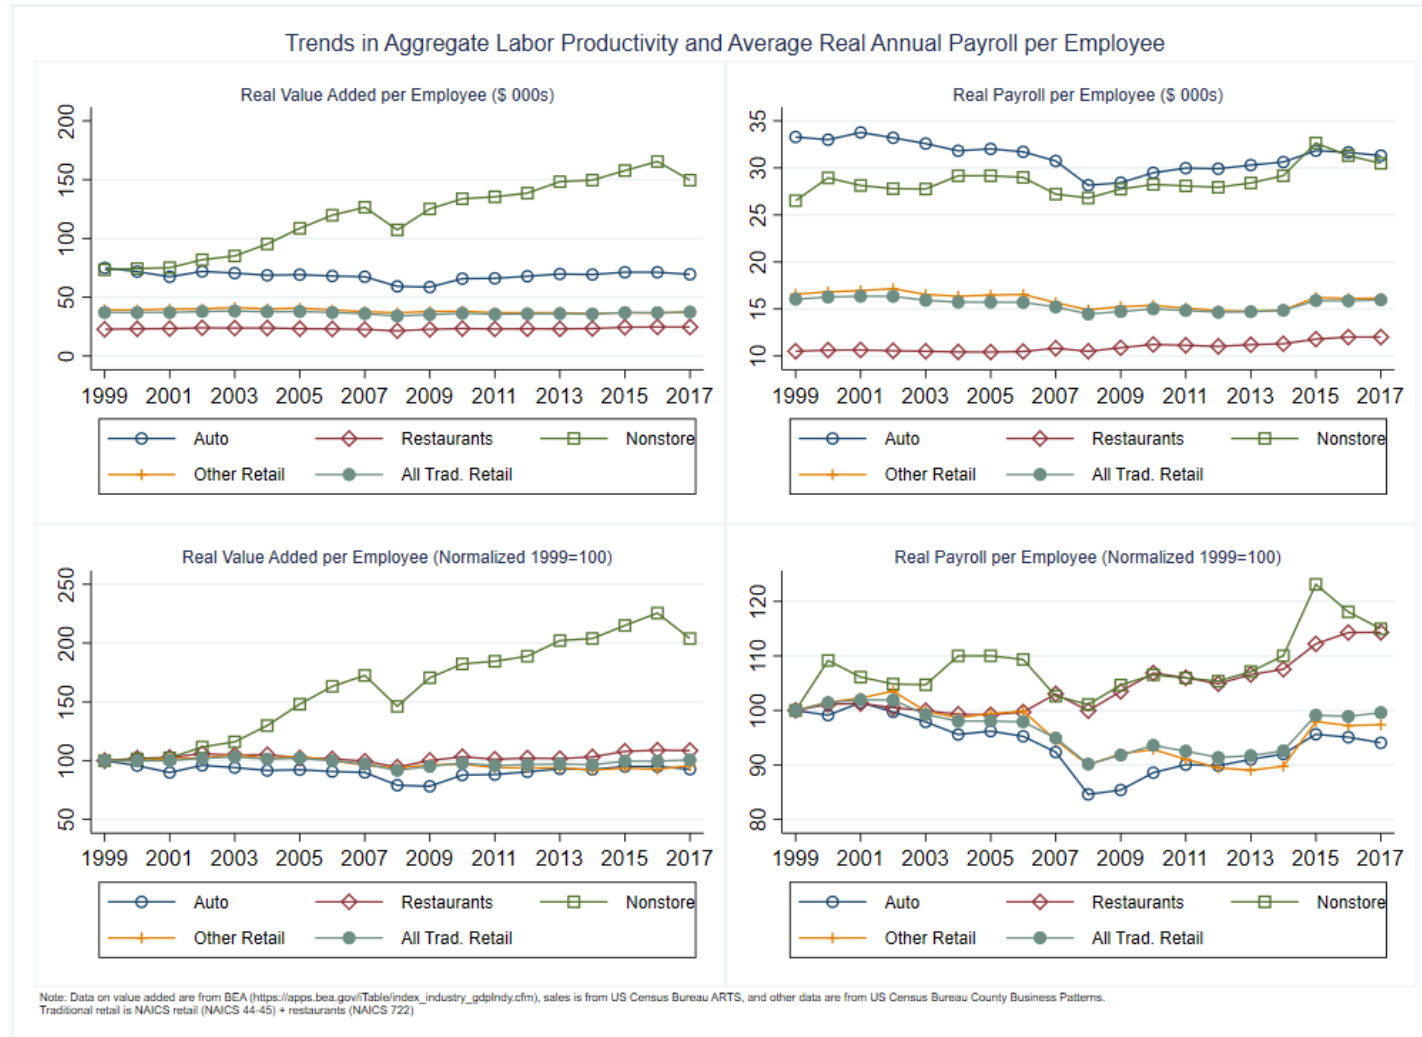 Trends in Aggregate Labor Productivity and Average Real Annual Payroll per Employee
Real Value Added per Employee ($ 000s)
200
150
100
50
0
1999 2001 2003 2005 2007 2009 2011 2013 2015 2017
Auto Restaurants Nonstore
Other Retail All Trad. Retail
Real Payroll per Employee ($ 000s)
35
30
25
20
15
10
1999 2001 2003 2005 2007 2009 2011 2013 2015 2017
Auto Restaurants Nonstore
Other Retail All Trad. Retail
Real Value Added per Employee (Normalized 1999=100)
250
200
150
100
50
1999 2001 2003 2005 2007 2009 2011 2013 2015 2017
Auto Restaurants Nonstore
Other Retail All Trad. Retail
Real Payroll per Employee (Normalized 1999=100)
120
110
100
90
80
1999 2001 2003 2005 2007 2009 2011 2013 2015 2017
Auto Restaurants Nonstore
Other Retail All Trad. Retail
Note: Data on value added are from BEA (https://apps.bea.gov/iTable/index_industry_gdpIndy.cfm), sales is from US Census Bureau ARTS, and other data are from US Census Bureau County Business Patterns.
Traditional retail is NAICS retail (NAICS 44-45) + restaurants (NAICS 722)